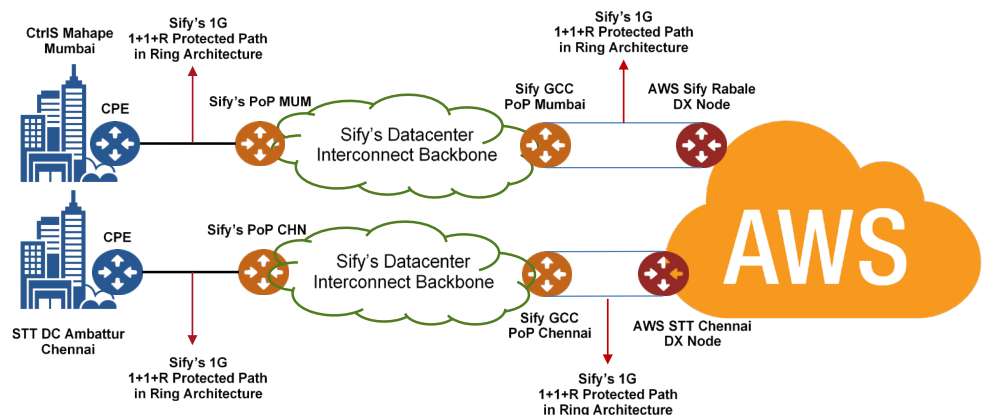 CtrlS Mahape
Mumbai
Sify's 1G
1+1+R Protected Path
in Ring Architecture
Sify's 1G
1+1+R Protected Path
in Ring Architecture
CPE
Sify's PoP MUM
Sify's Datacenter
Interconnect Backbone
Sify GCC
PoP Mumbai
AWS Sify Rabale
DX Node
CPE
Sify's PoP CHN
Sify's Datacenter
Interconnect Backbone
AWS
STT DC Ambattur
Chennai
Sify GCC
PoP Chennai
AWS STT Chennai
DX Node
Sify's 1G
1+1+R Protected Path
in Ring Architecture
Sify's 1G
1+1+R Protected Path
in Ring Architecture